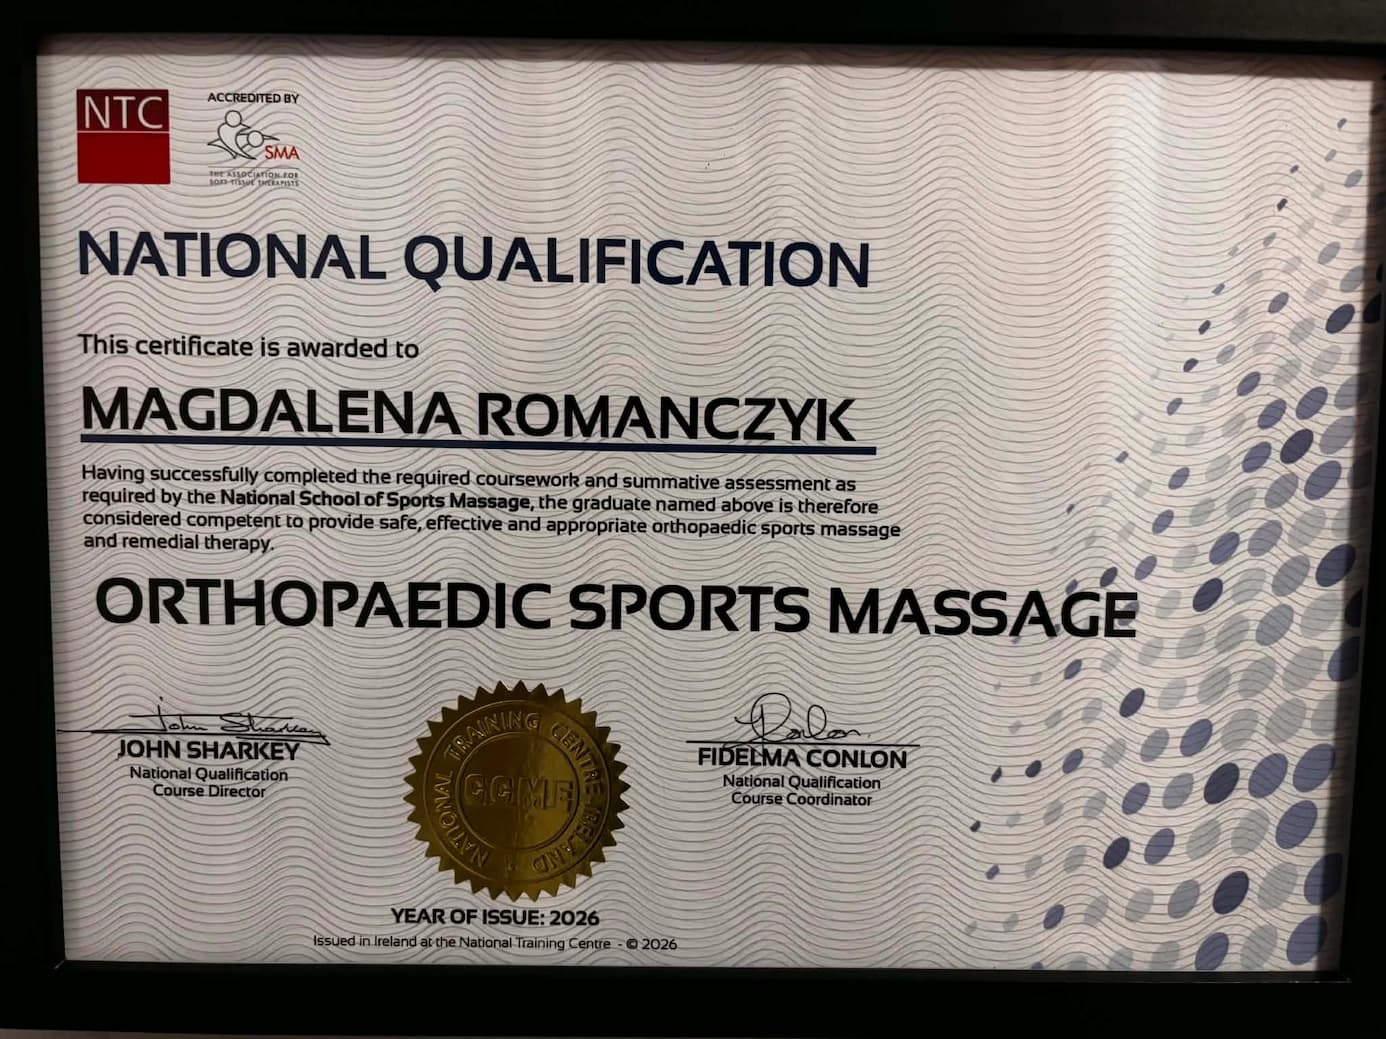 NTC
ACCREDITED BY
SMA
THE ASSOCIATION FOR
SOFT TISSUE THERAPISTS
NATIONAL QUALIFICATION
This certificate is awarded to
MAGDALENA ROMANCZYK
Having successfully completed the required coursework and summative assessment as
required by the National School of Sports Massage, the graduate named above is therefore
considered competent to provide safe, effective and appropriate orthopaedic sports massage
and remedial therapy.
ORTHOPAEDIC SPORTS MASSAGE
John Sharkey
JOHN SHARKEY
National Qualification
Course Director
NATIONAL TRAINING CENTRE IRELAND
F Conlon
FIDELMA CONLON
National Qualification
Course Coordinator
YEAR OF ISSUE: 2026
Issued in Ireland at the National Training Centre - © 2026